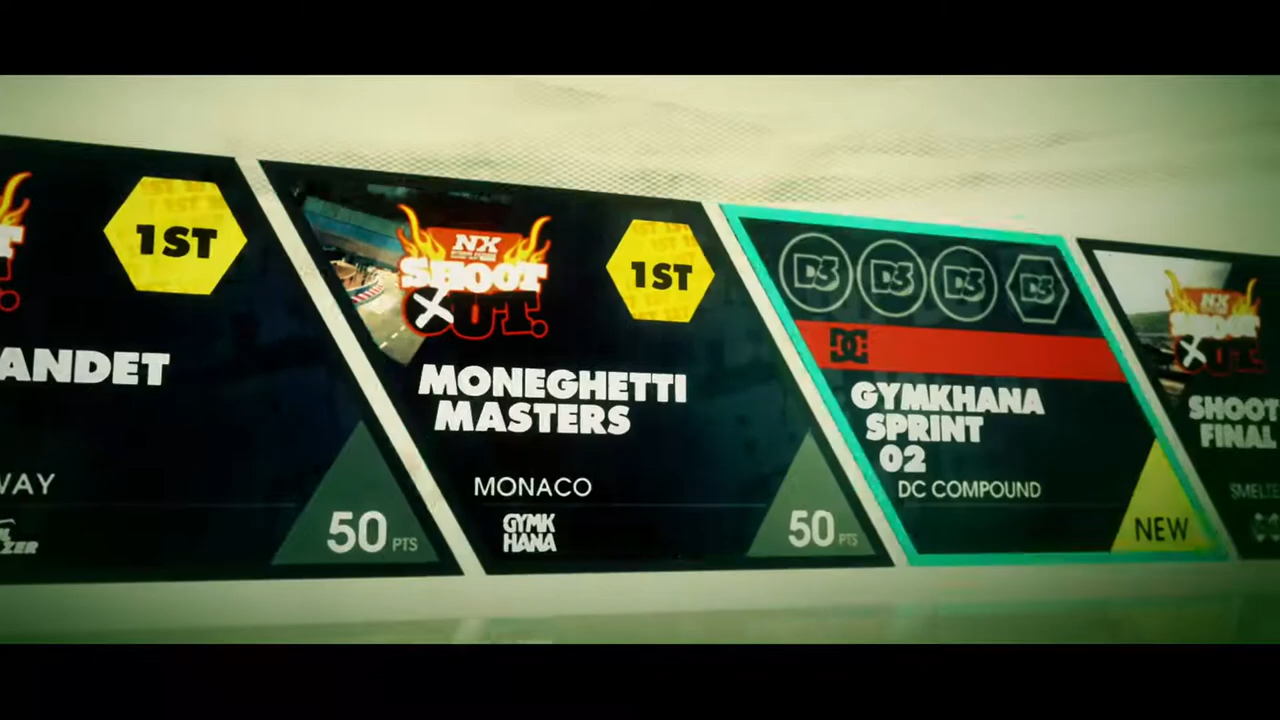 1ST
ANDET
WAY
50 PTS
NX
SHOOT
OUT.
1ST
MONEGHETTI
MASTERS
MONACO
GYMK
HANA
50 PTS
D3 D3 D3 D3
DC
GYMKHANA
SPRINT
02
DC COMPOUND
NEW
NX
SHOOT
OUT.
SHOOT
FINAL